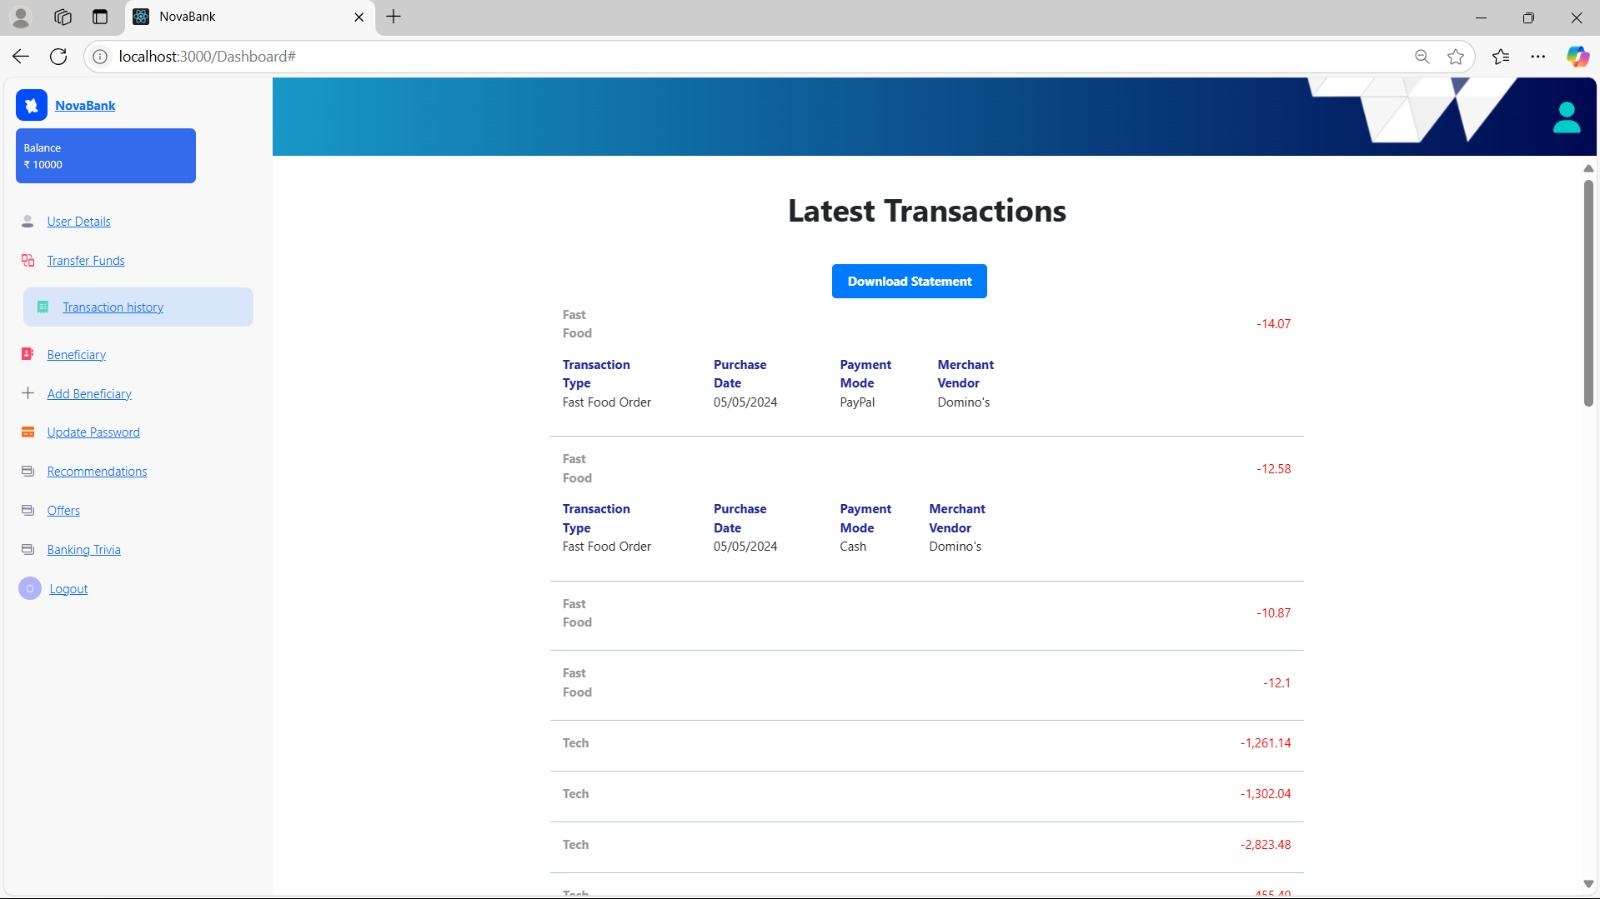 NovaBank
localhost:3000/Dashboard#
NovaBank
Balance
₹ 10000
User Details
Transfer Funds
Transaction history
Beneficiary
Add Beneficiary
Update Password
Recommendations
Offers
Banking Trivia
Logout
Latest Transactions
Download Statement
Fast
Food
-14.07
Transaction Purchase Payment Merchant
Type Date Mode Vendor
Fast Food Order 05/05/2024 PayPal Domino's
Fast
Food
-12.58
Transaction Purchase Payment Merchant
Type Date Mode Vendor
Fast Food Order 05/05/2024 Cash Domino's
Fast
Food
-10.87
Fast
Food
-12.1
Tech -1,261.14
Tech -1,302.04
Tech -2,823.48